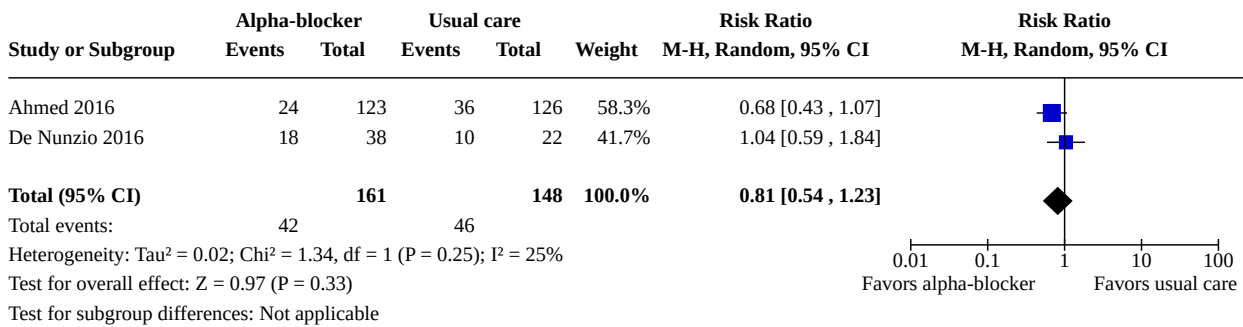 Alpha-blocker Usual care Risk Ratio Risk Ratio
Study or Subgroup Events Total Events Total Weight M-H, Random, 95% CI M-H, Random, 95% CI
Ahmed 2016 24 123 36 126 58.3% 0.68 [0.43 , 1.07]
De Nunzio 2016 18 38 10 22 41.7% 1.04 [0.59 , 1.84]
Total (95% CI) 161 148 100.0% 0.81 [0.54 , 1.23]
Total events: 42 46
Heterogeneity: Tau² = 0.02; Chi² = 1.34, df = 1 (P = 0.25); I² = 25%
0.01 0.1 1 10 100
Test for overall effect: Z = 0.97 (P = 0.33)
Favors alpha-blocker Favors usual care
Test for subgroup differences: Not applicable